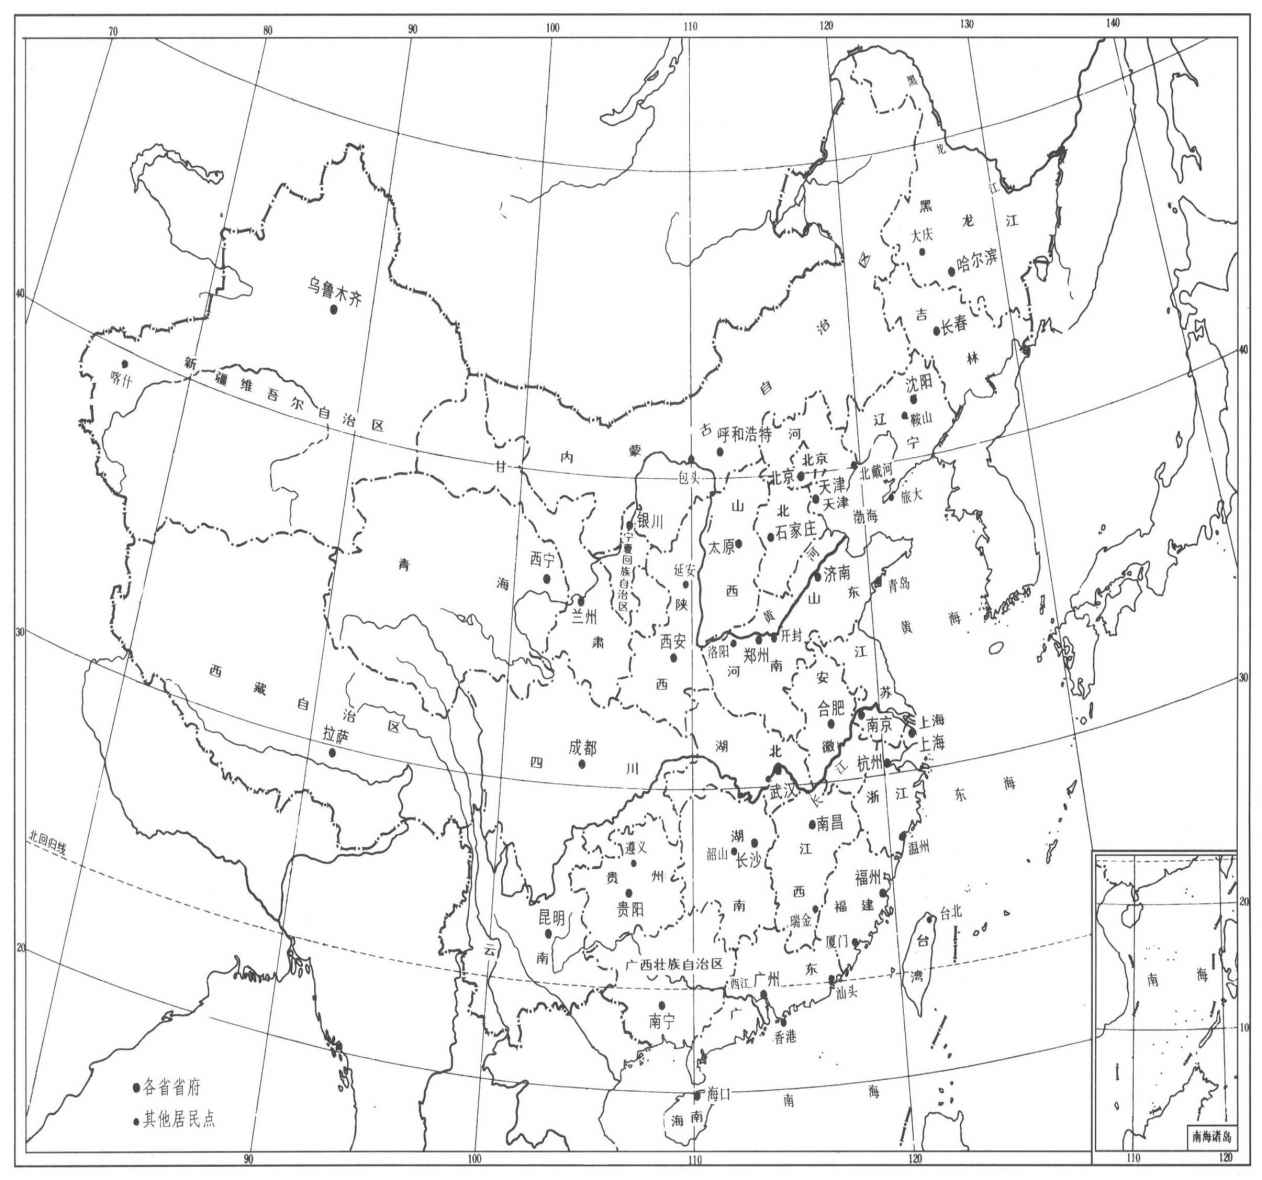 70 80 90 100 110 120 130 140
黑
龙
江
黑龙江
大庆
哈尔滨
乌鲁木齐
40
吉林
长春
内蒙古自治区
40
喀什
新疆维吾尔自治区
沈阳
鞍山
辽宁
呼和浩特
河北
北京
北京
包头
甘肃
天津
天津
北戴河
旅大
渤海
银川
宁夏回族自治区
山西
石家庄
太原
青海
西宁
延安
陕西
济南
山东
青岛
兰州
黄河
黄海
30
西安
洛阳
郑州
开封
河南
江苏
安徽
30
西藏自治区
拉萨
合肥
南京
上海
上海
成都
四川
湖北
武汉
杭州
长江
浙江
东海
南昌
温州
北回归线
遵义
贵州
贵阳
湖南
韶山
长沙
江西
瑞金
福州
福建
厦门
台北
台湾
20
昆明
云南
广西壮族自治区
西江
广州
广东
汕头
南宁
香港
20
南海
10
海口
海南
南海
各省省府
其他居民点
南海诸岛
90 100 110 120 110 120